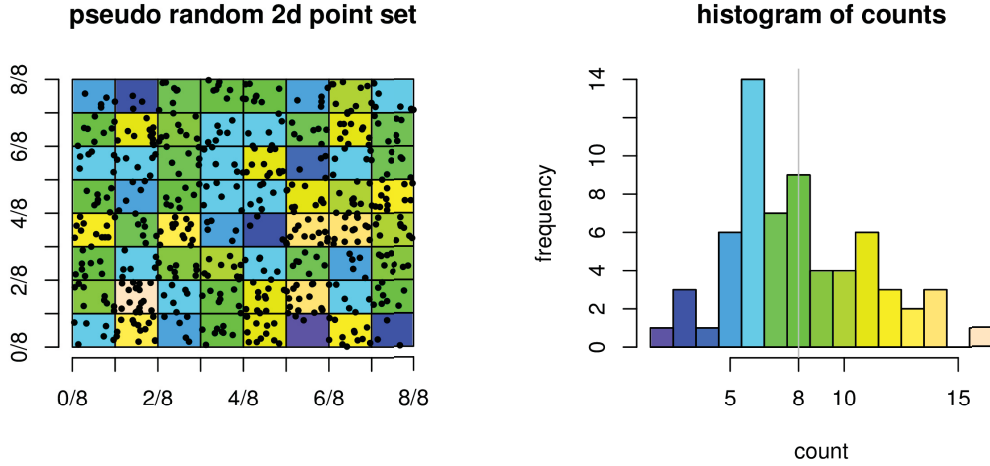 pseudo random 2d point set
8/8
6/8
4/8
2/8
0/8
0/8 2/8 4/8 6/8 8/8
histogram of counts
frequency
14
10
8
6
4
2
0
5 8 10 15
count